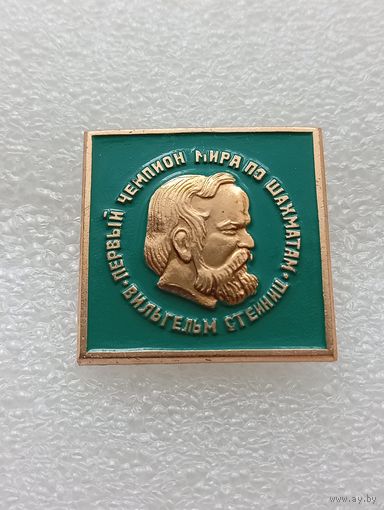 ПЕРВЫЙ ЧЕМПИОН МИРА ПО ШАХМАТАМ
• ВИЛЬГЕЛЬМ СТЕЙНИЦ •
www.ay.by